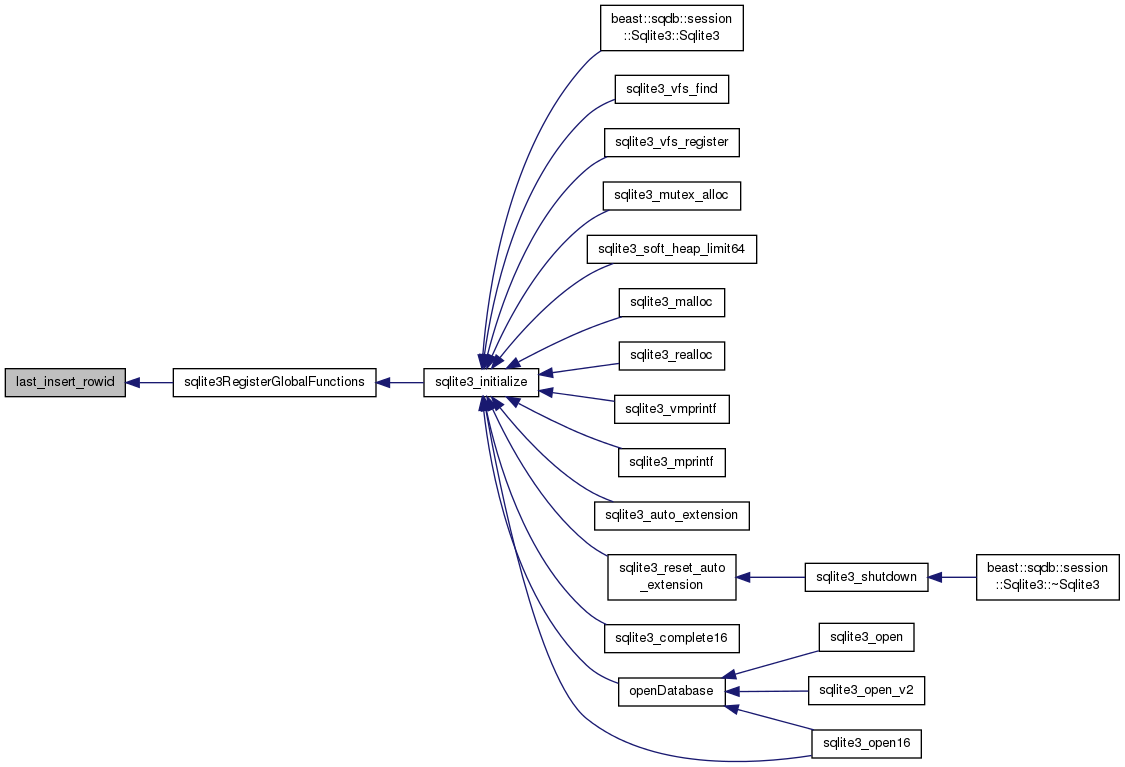 beast::sqdb::session
::Sqlite3::Sqlite3
sqlite3_vfs_find
sqlite3_vfs_register
sqlite3_mutex_alloc
sqlite3_soft_heap_limit64
sqlite3_malloc
sqlite3_realloc
last_insert_rowid
sqlite3RegisterGlobalFunctions
sqlite3_initialize
sqlite3_vmprintf
sqlite3_mprintf
sqlite3_auto_extension
sqlite3_reset_auto
_extension
sqlite3_shutdown
beast::sqdb::session
::Sqlite3::~Sqlite3
sqlite3_complete16
sqlite3_open
openDatabase
sqlite3_open_v2
sqlite3_open16